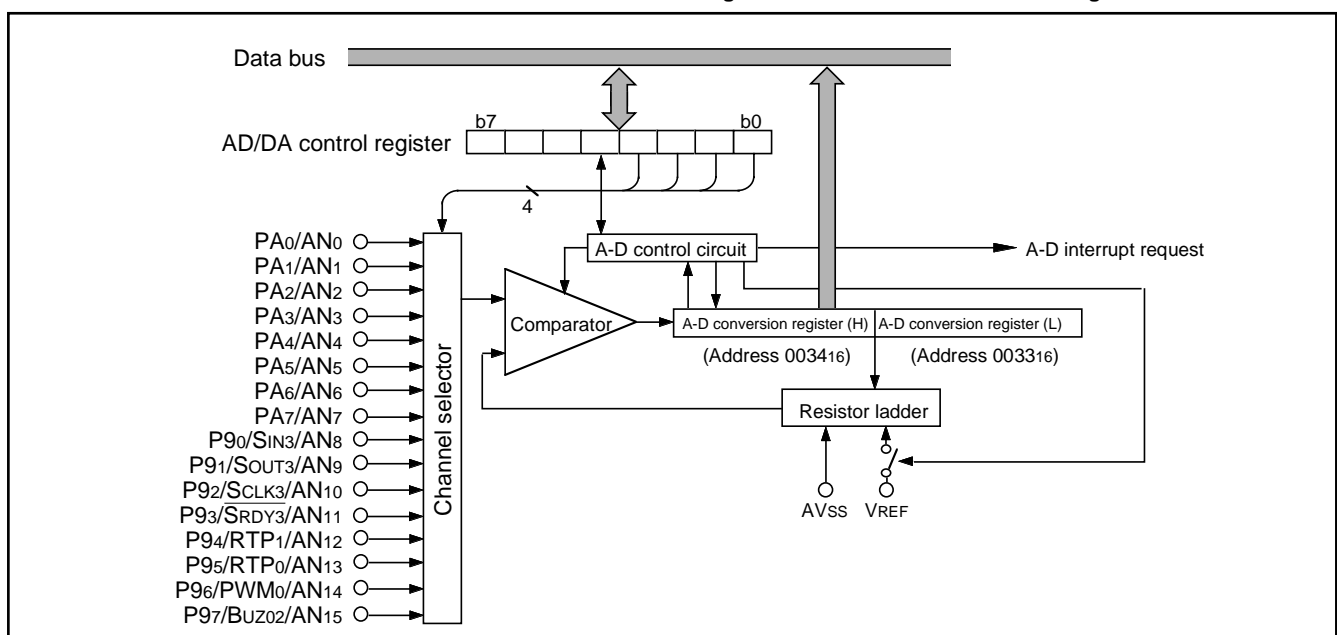 Data bus
b7 b0
AD/DA control register
4
PA0/AN0
PA1/AN1
PA2/AN2
PA3/AN3
PA4/AN4
PA5/AN5
PA6/AN6
PA7/AN7
P90/SIN3/AN8
P91/SOUT3/AN9
P92/SCLK3/AN10
P93/SRDY3/AN11
P94/RTP1/AN12
P95/RTP0/AN13
P96/PWM0/AN14
P97/BUZ02/AN15
Channel selector
A-D control circuit
A-D interrupt request
Comparator
A-D conversion register (H) A-D conversion register (L)
(Address 003416) (Address 003316)
Resistor ladder
AVSS VREF